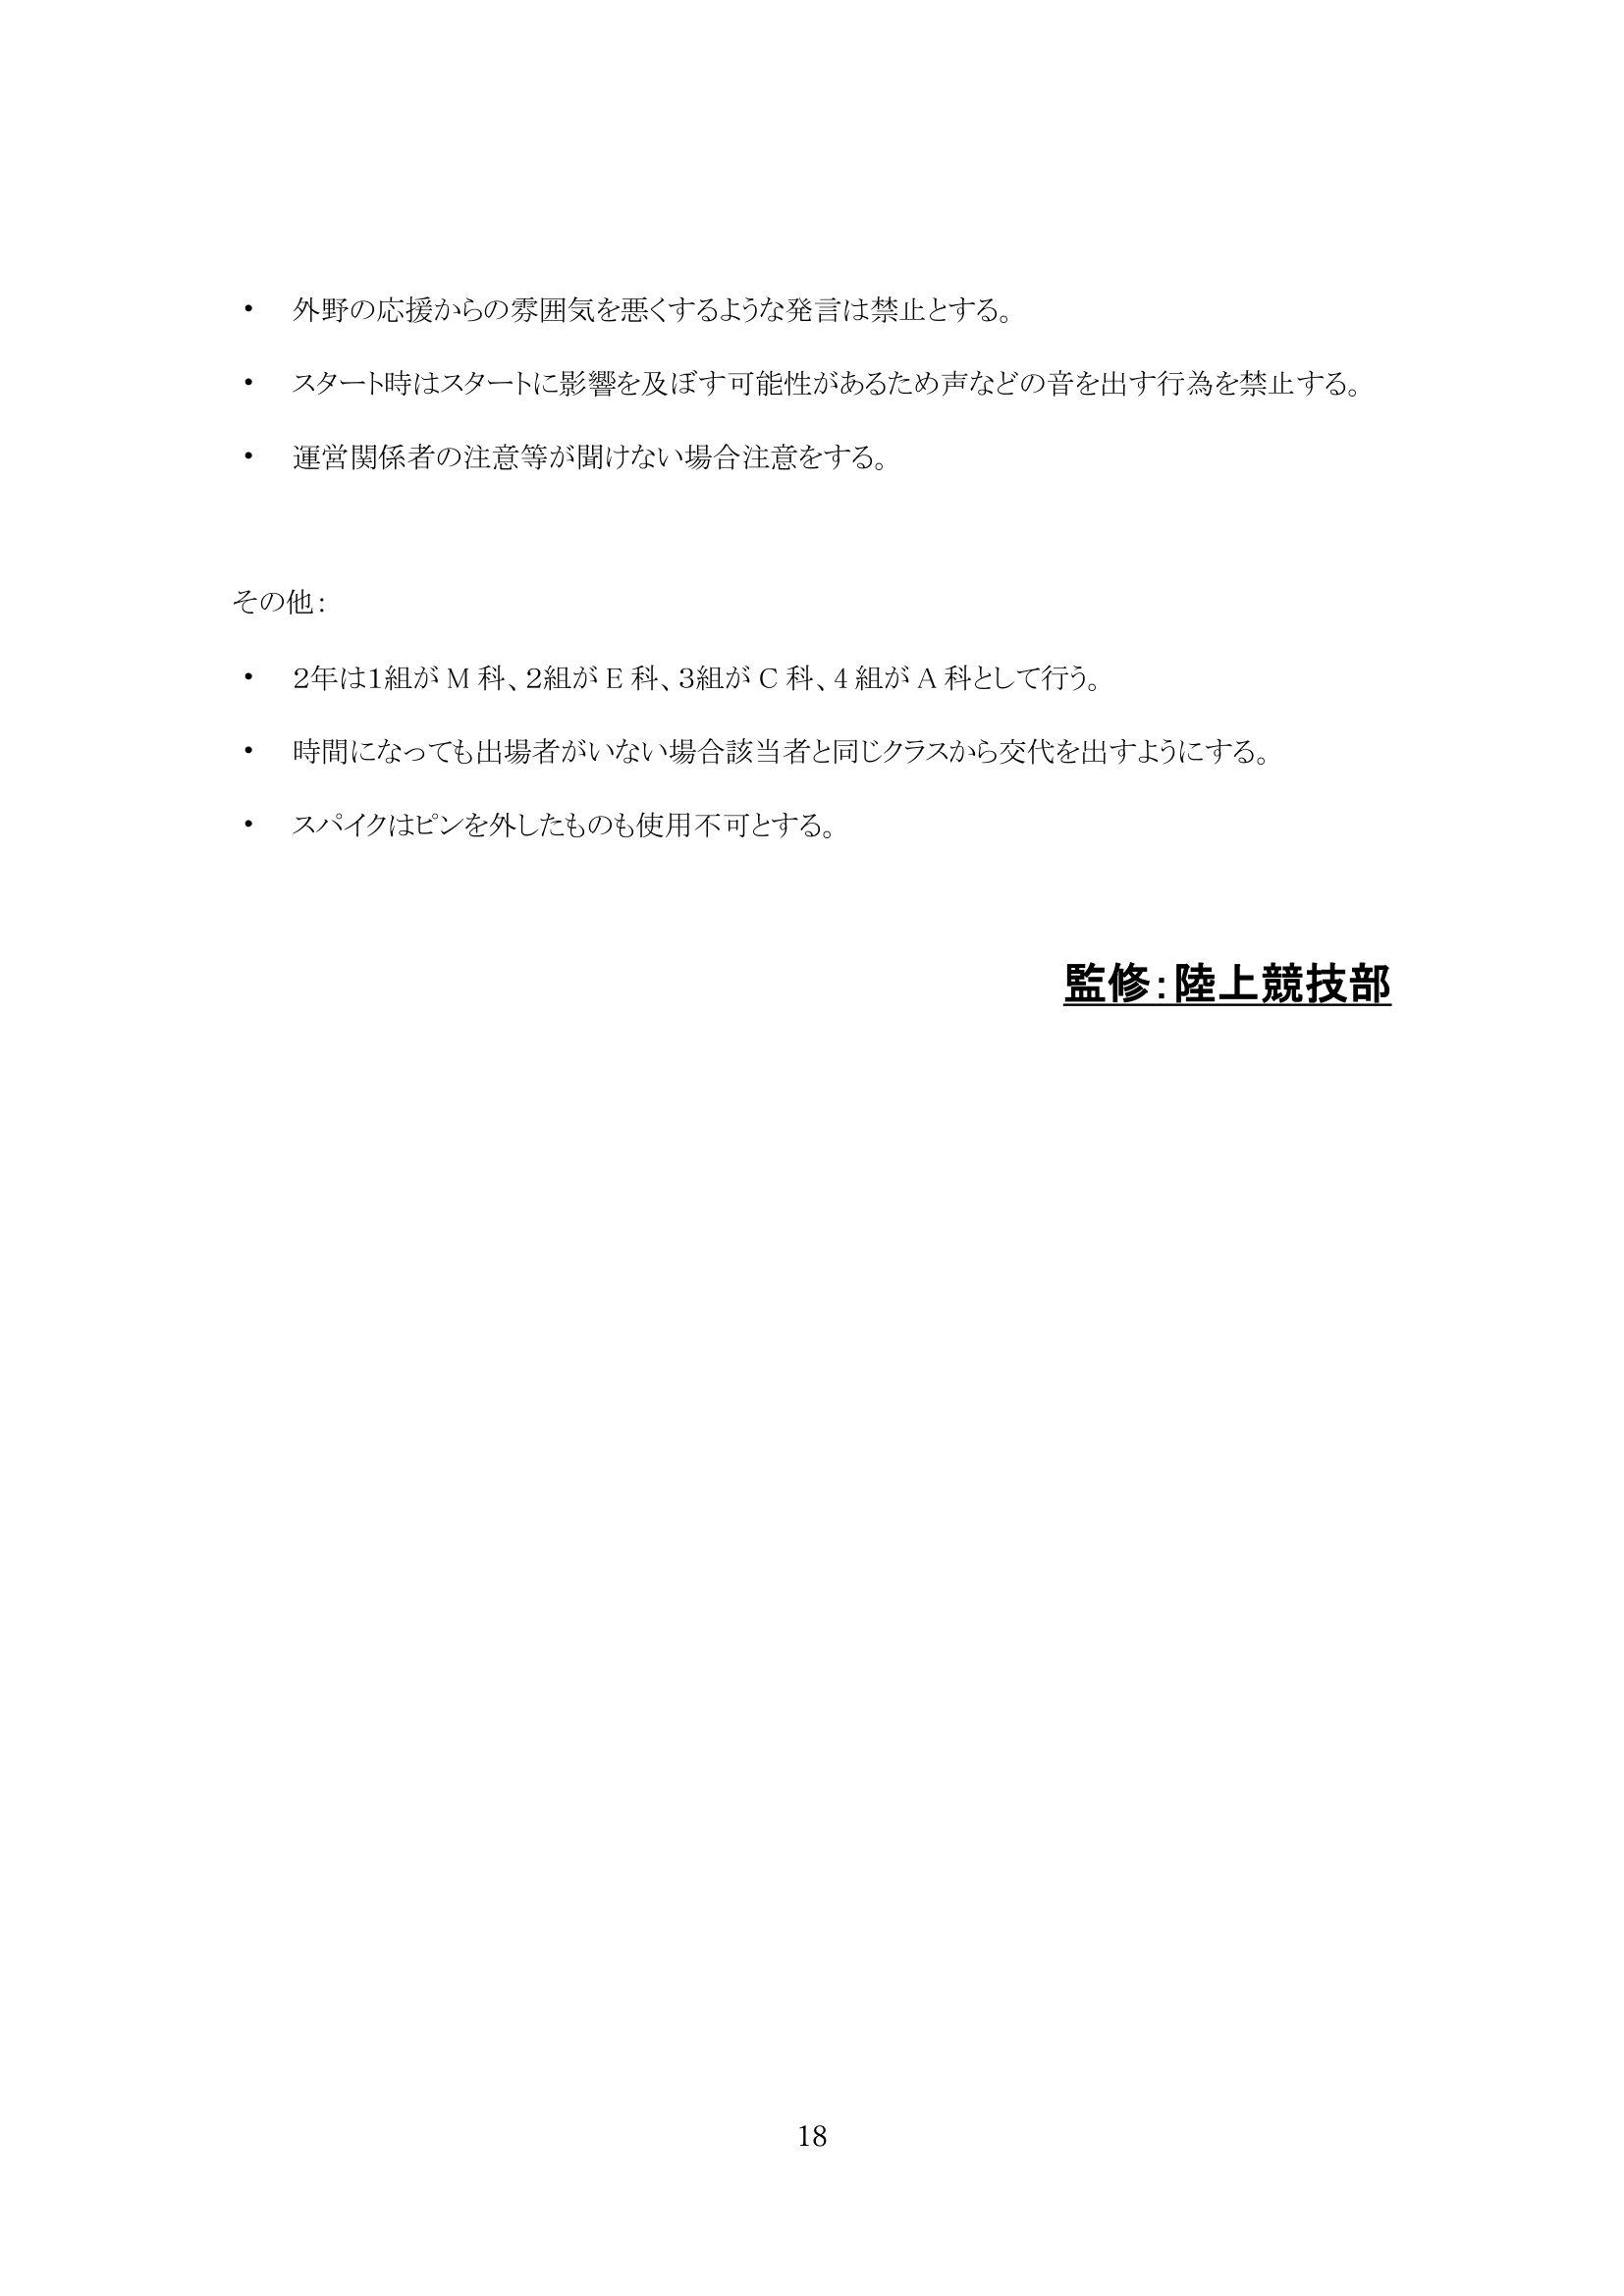 ・ 外野の応援からの雰囲気を悪くするような発言は禁止とする。
・ スタート時はスタートに影響を及ぼす可能性があるため声などの音を出す行為を禁止する。
・ 運営関係者の注意等が聞けない場合注意をする。
その他：
・ 2年は1組が M 科、2組が E 科、3組が C 科、4 組が A 科として行う。
・ 時間になっても出場者がいない場合該当者と同じクラスから交代を出すようにする。
・ スパイクはピンを外したものも使用不可とする。
監修：陸上競技部
18